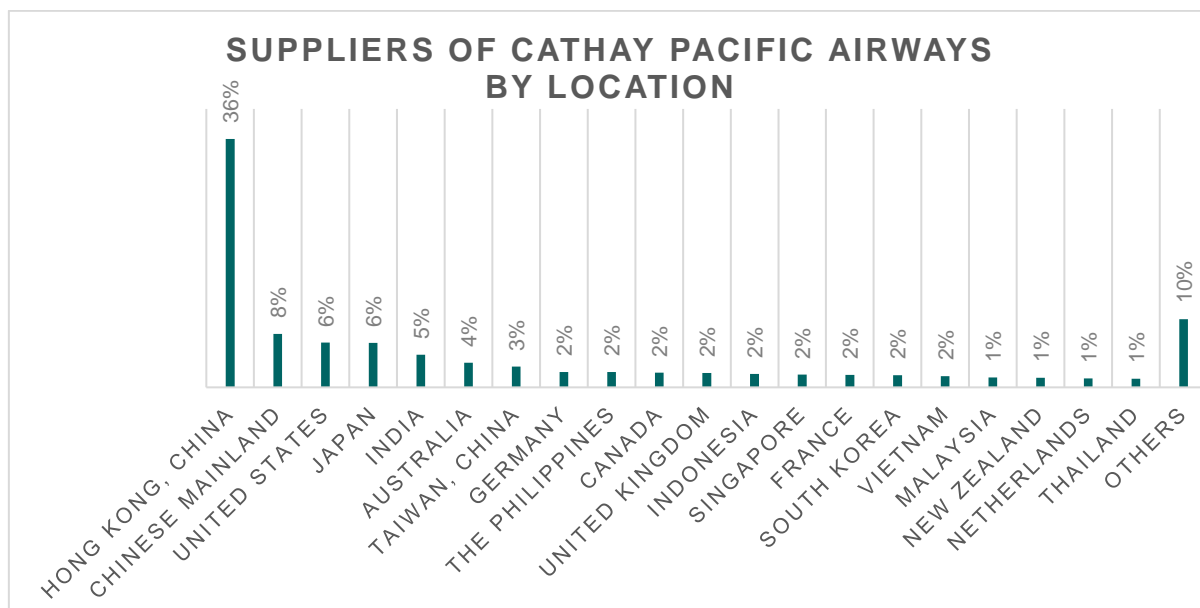 SUPPLIERS OF CATHAY PACIFIC AIRWAYS
BY LOCATION
36%
8%
6%
6%
5%
4%
3%
2%
2%
2%
2%
2%
2%
2%
2%
2%
1%
1%
1%
1%
10%
HONG KONG, CHINA
CHINESE MAINLAND
UNITED STATES
JAPAN
INDIA
AUSTRALIA
TAIWAN, CHINA
GERMANY
THE PHILIPPINES
CANADA
UNITED KINGDOM
INDONESIA
SINGAPORE
FRANCE
SOUTH KOREA
VIETNAM
MALAYSIA
NEW ZEALAND
NETHERLANDS
THAILAND
OTHERS